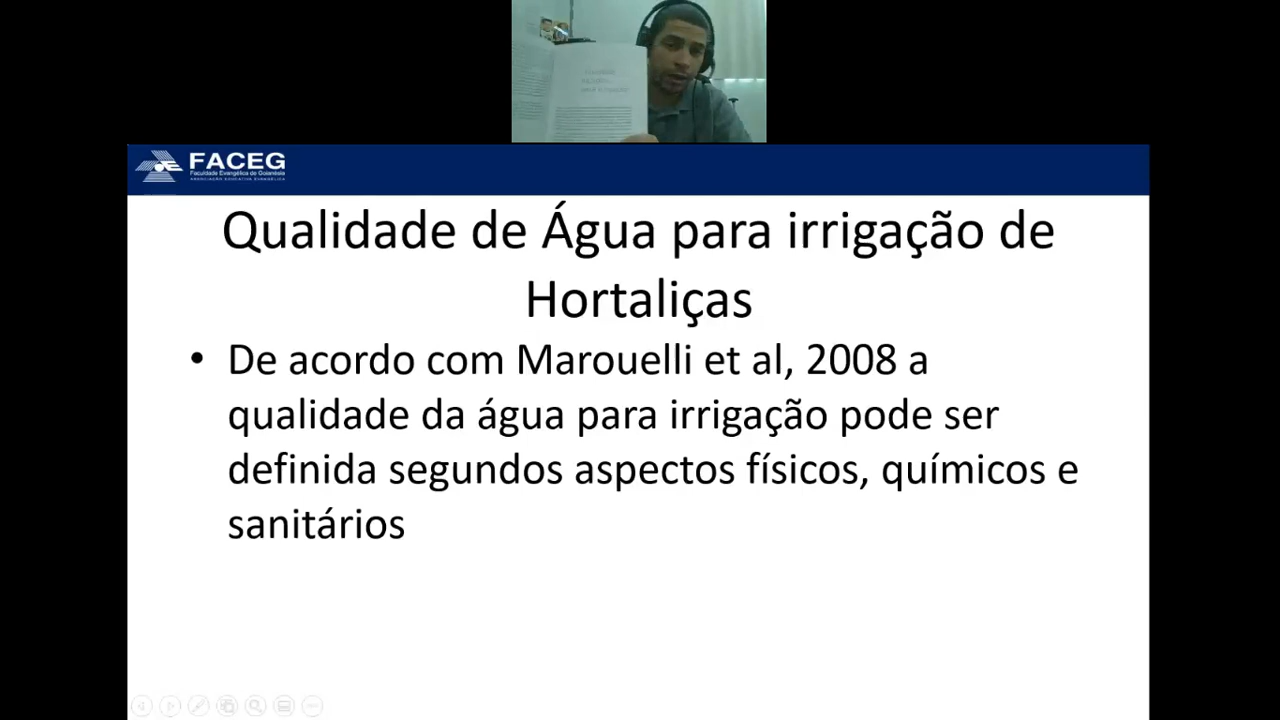 FACEG
Faculdade Evangélica de Goianésia
ASSOCIAÇÃO EDUCATIVA EVANGÉLICA
Qualidade de Água para irrigação de
Hortaliças
• De acordo com Marouelli et al, 2008 a
qualidade da água para irrigação pode ser
definida segundos aspectos físicos, químicos e
sanitários